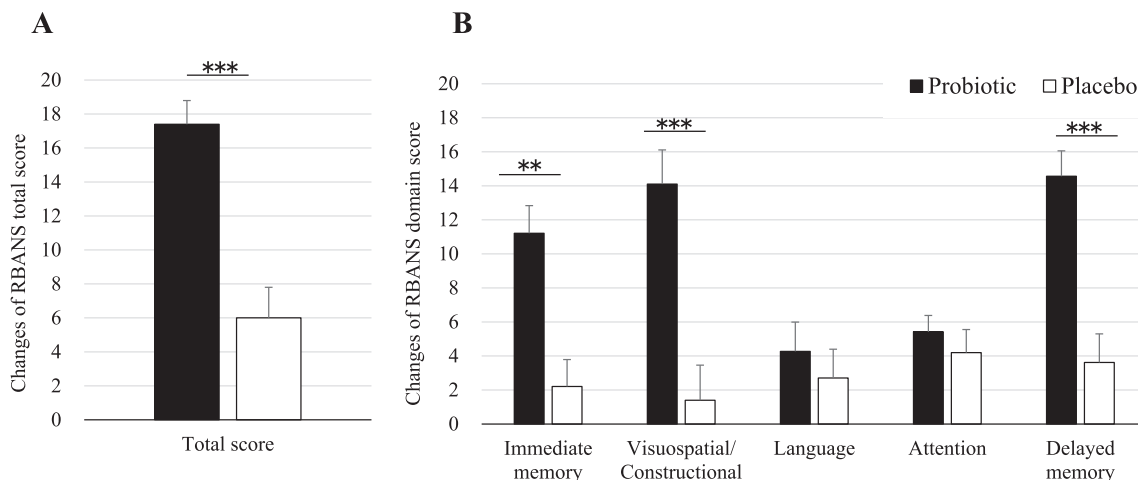 A
Changes of RBANS total score
20
18
16
14
12
10
8
6
4
2
0
***
Total score
B
Changes of RBANS domain score
20
18
16
14
12
10
8
6
4
2
0
Probiotic
Placebo
**
***
***
Immediate
memory
Visuospatial/
Constructional
Language
Attention
Delayed
memory